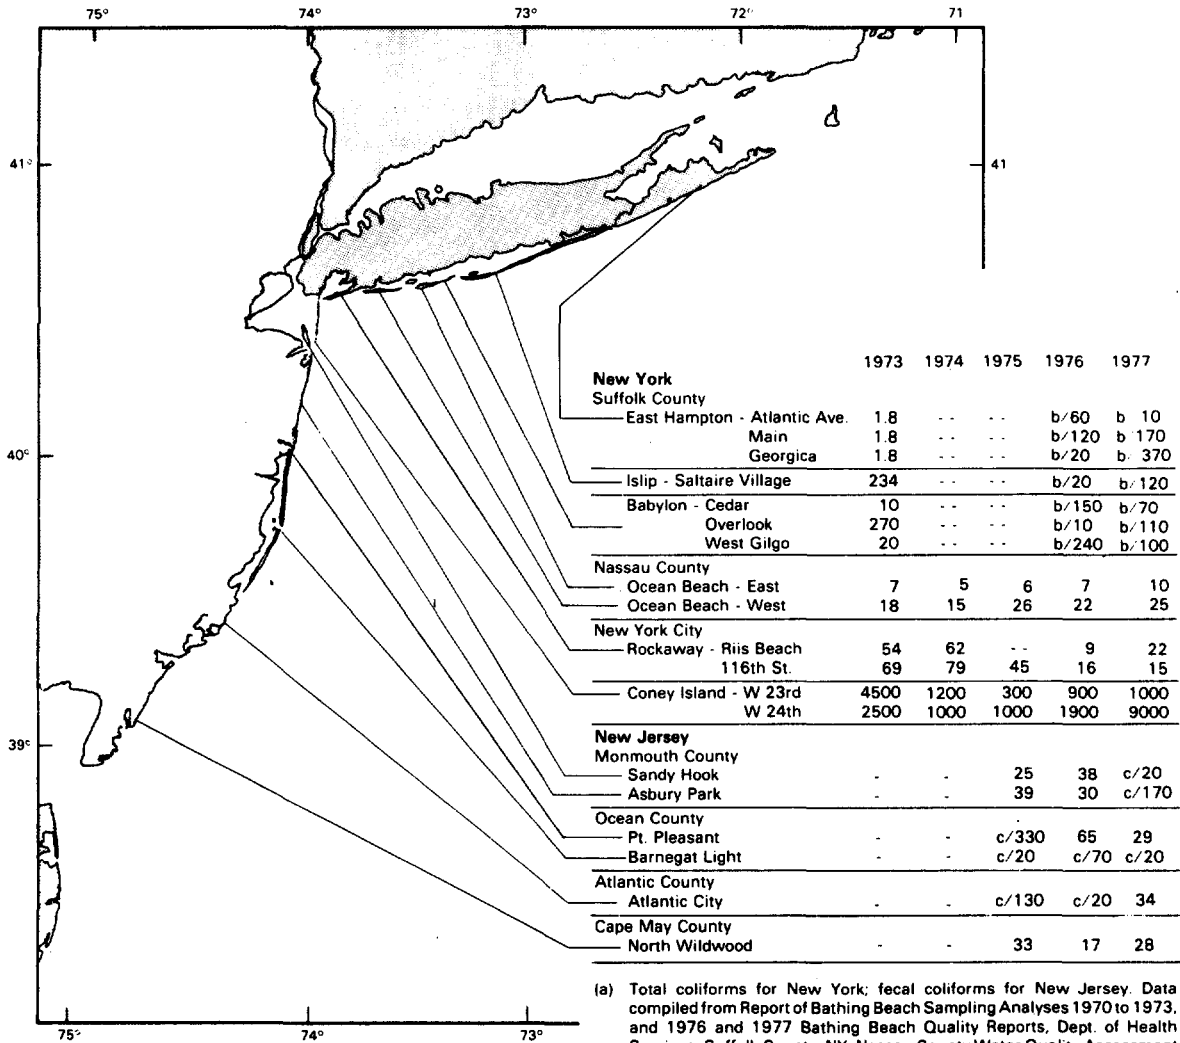 75° 74° 73° 72° 71
41° 41
40°
39°
75° 74° 73°
1973 1974 1975 1976 1977
New York
Suffolk County
East Hampton - Atlantic Ave. 1.8 - - - - b/60 b 10
Main 1.8 - - - - b/120 b 170
Georgica 1.8 - - - - b/20 b 370
Islip - Saltaire Village 234 - - - - b/20 b/120
Babylon - Cedar 10 - - - - b/150 b/70
Overlook 270 - - - - b/10 b/110
West Gilgo 20 - - - - b/240 b/100
Nassau County
Ocean Beach - East 7 5 6 7 10
Ocean Beach - West 18 15 26 22 25
New York City
Rockaway - Riis Beach 54 62 - - 9 22
116th St. 69 79 45 16 15
Coney Island - W 23rd 4500 1200 300 900 1000
W 24th 2500 1000 1000 1900 9000
New Jersey
Monmouth County
Sandy Hook - - 25 38 c/20
Asbury Park - - 39 30 c/170
Ocean County
Pt. Pleasant - - c/330 65 29
Barnegat Light - - c/20 c/70 c/20
Atlantic County
Atlantic City - - c/130 c/20 34
Cape May County
North Wildwood - - 33 17 28
(a) Total coliforms for New York; fecal coliforms for New Jersey. Data
compiled from Report of Bathing Beach Sampling Analyses 1970 to 1973,
and 1976 and 1977 Bathing Beach Quality Reports, Dept. of Health